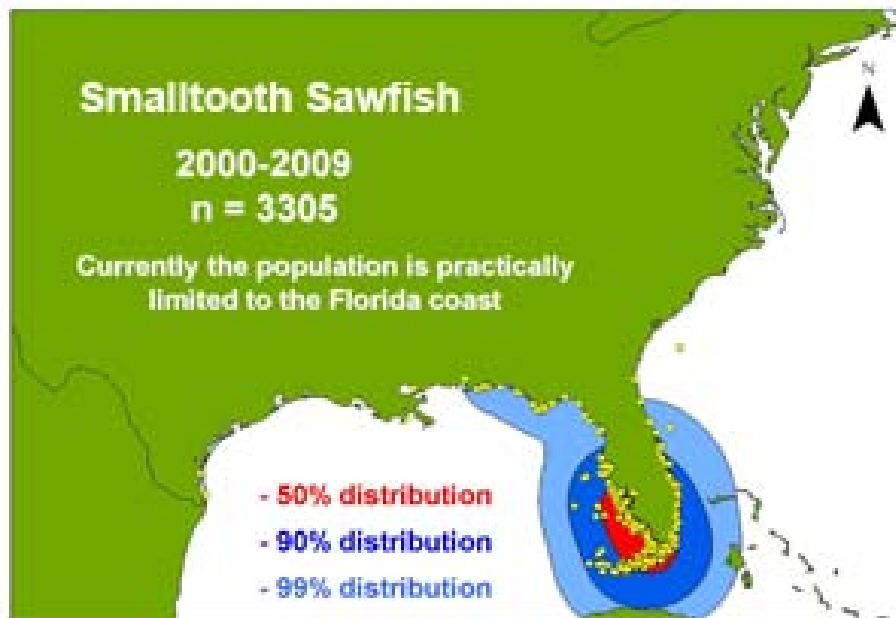 Smalltooth Sawfish
2000-2009
n = 3305
Currently the population is practically
limited to the Florida coast
N
- 50% distribution
- 90% distribution
- 99% distribution